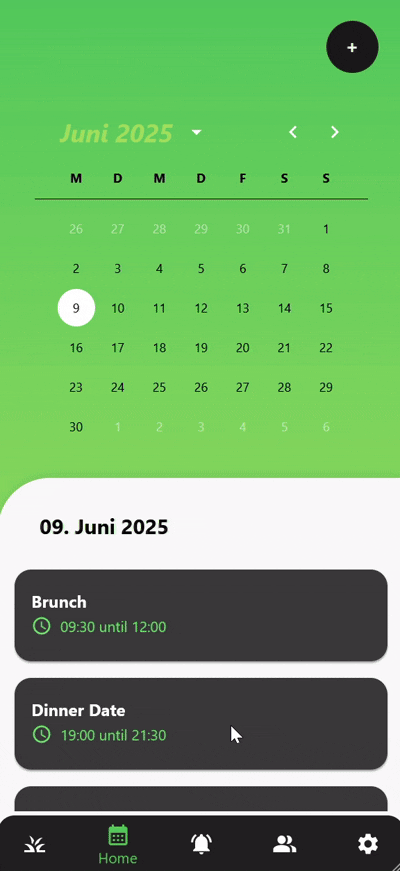 +
Juni 2025
M D M D F S S
26 27 28 29 30 31 1
2 3 4 5 6 7 8
9 10 11 12 13 14 15
16 17 18 19 20 21 22
23 24 25 26 27 28 29
30 1 2 3 4 5 6
09. Juni 2025
Brunch
09:30 until 12:00
Dinner Date
19:00 until 21:30
Home